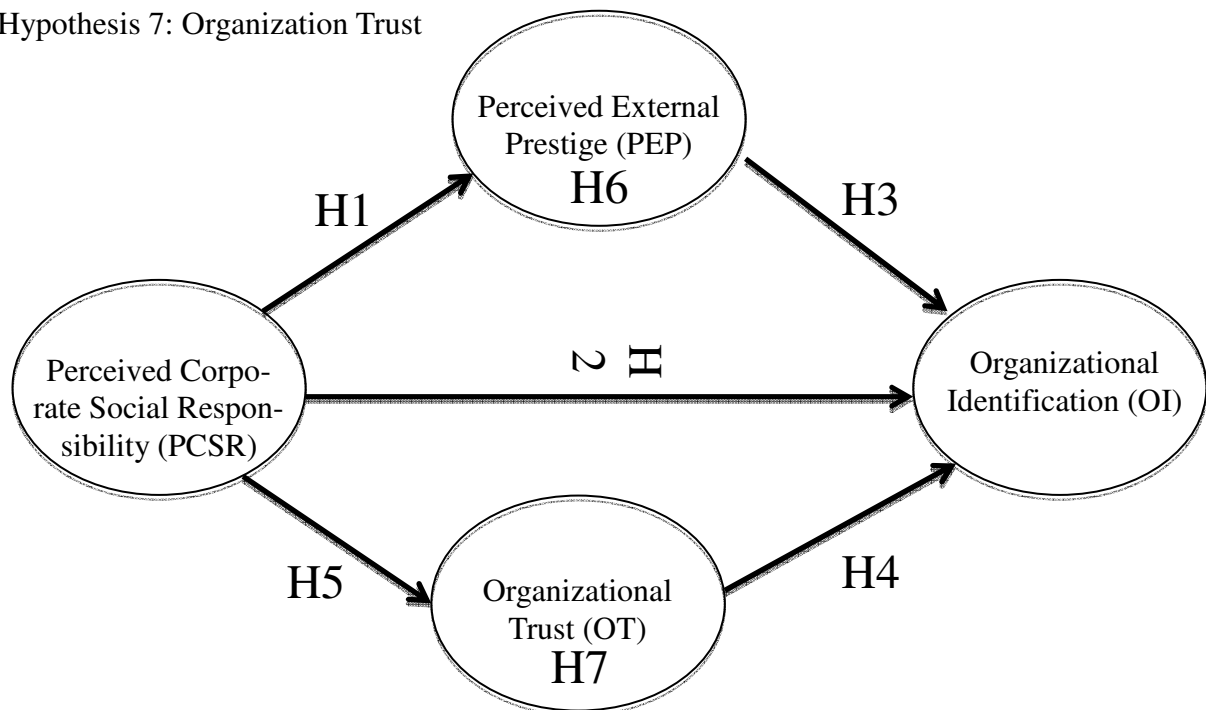 Hypothesis 7: Organization Trust
Perceived External
Prestige (PEP)
H6
H1
H3
H
2
Perceived Corpo-
rate Social Respon-
sibility (PCSR)
Organizational
Identification (OI)
H5
H4
Organizational
Trust (OT)
H7